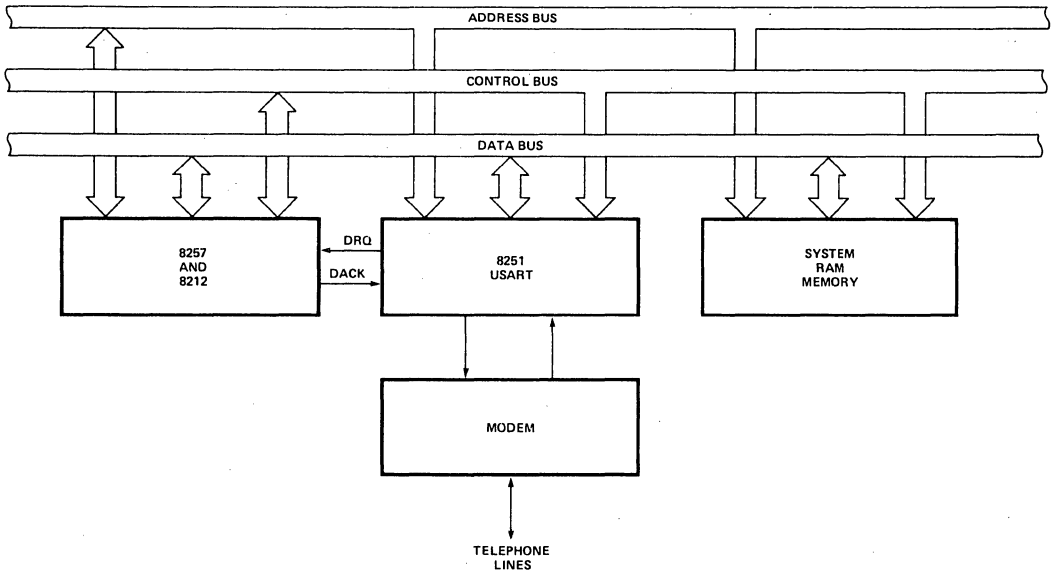 ADDRESS BUS
CONTROL BUS
DATA BUS
8257
AND
8212
DRQ
DACK
8251
USART
SYSTEM
RAM
MEMORY
MODEM
TELEPHONE
LINES